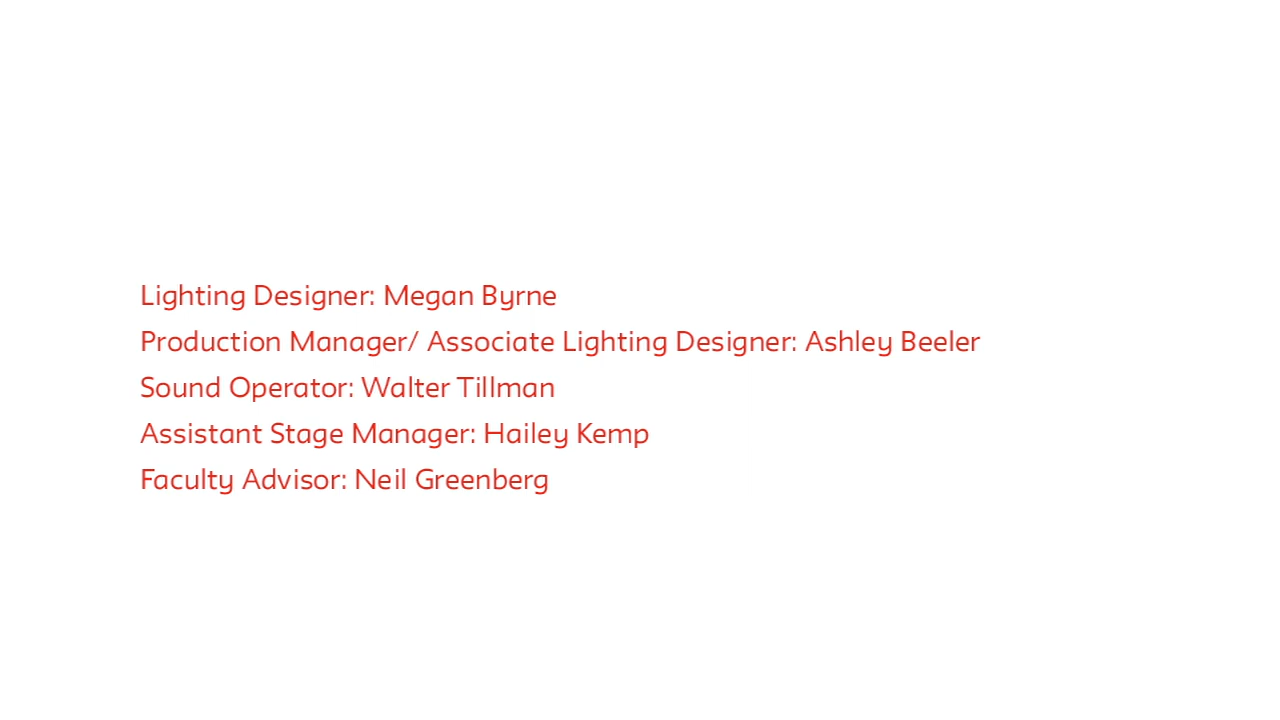 Lighting Designer: Megan Byrne
Production Manager/ Associate Lighting Designer: Ashley Beeler
Sound Operator: Walter Tillman
Assistant Stage Manager: Hailey Kemp
Faculty Advisor: Neil Greenberg